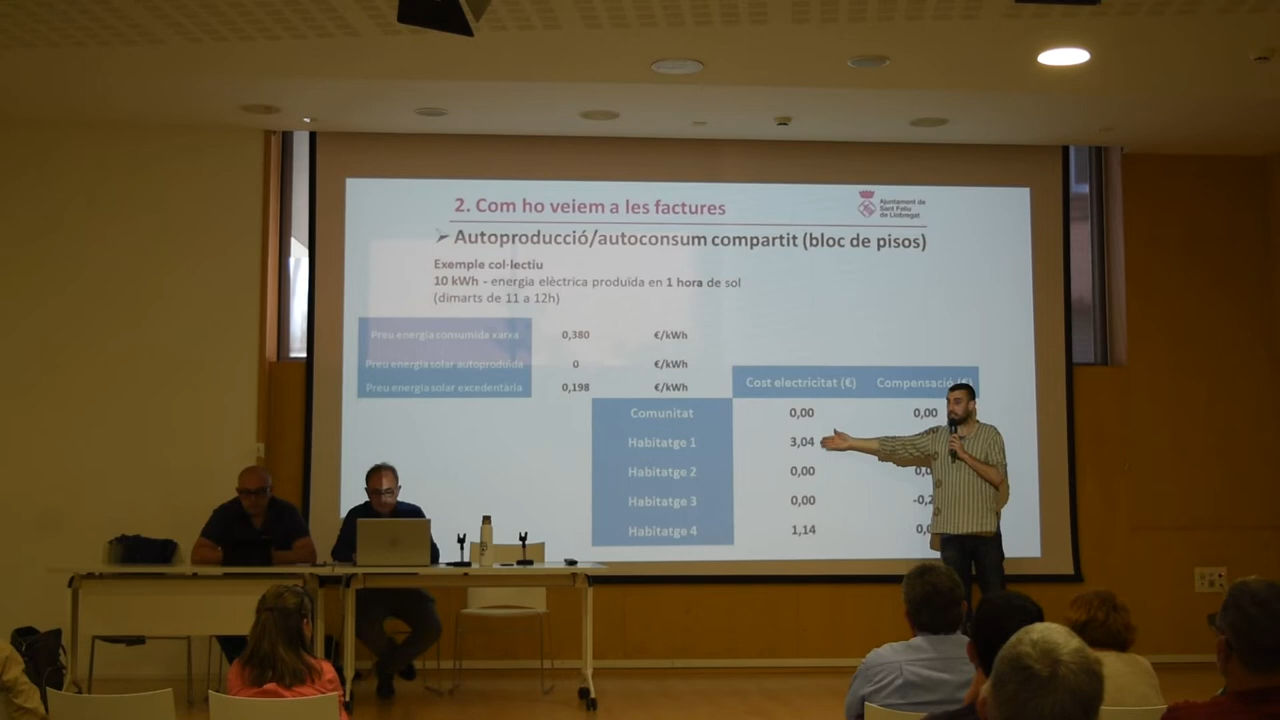 2. Com ho veiem a les factures
Ajuntament de
Sant Feliu
de Llobregat
➢ Autoproducció/autoconsum compartit (bloc de pisos)
Exemple col·lectiu
10 kWh - energia elèctrica produïda en 1 hora de sol
(dimarts de 11 a 12h)
Preu energia consumida xarxa 0,380 €/kWh
Preu energia solar autoproduïda 0 €/kWh
Preu energia solar excedentària 0,198 €/kWh
Cost electricitat (€) Compensació
Comunitat 0,00 0,00
Habitatge 1 3,04
Habitatge 2 0,00
Habitatge 3 0,00
Habitatge 4 1,14